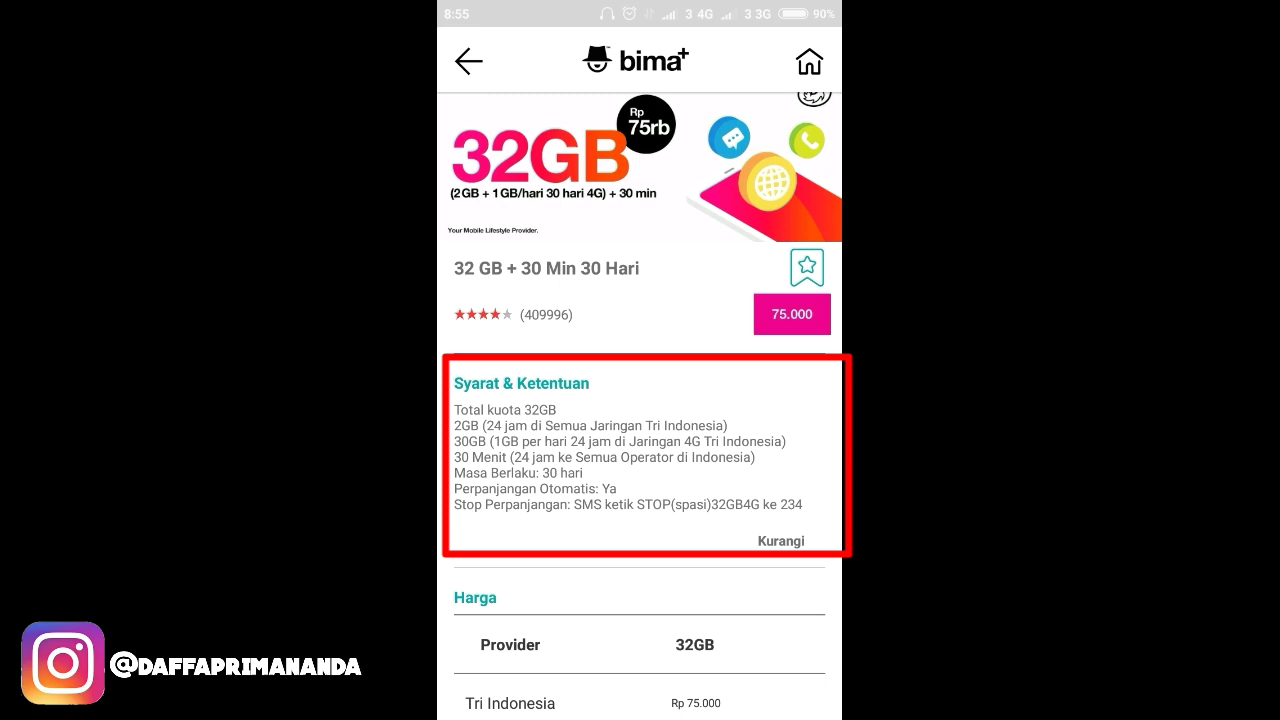 8:55 3 4G 3 3G 90%
bima+
Rp
75rb
32GB
(2GB + 1GB/hari 30 hari 4G) + 30 min
Your Mobile Lifestyle Provider.
32 GB + 30 Min 30 Hari
(409996)
75.000
Syarat & Ketentuan
Total kuota 32GB
2GB (24 jam di Semua Jaringan Tri Indonesia)
30GB (1GB per hari 24 jam di Jaringan 4G Tri Indonesia)
30 Menit (24 jam ke Semua Operator di Indonesia)
Masa Berlaku: 30 hari
Perpanjangan Otomatis: Ya
Stop Perpanjangan: SMS ketik STOP(spasi)32GB4G ke 234
Kurangi
Harga
Provider 32GB
Tri Indonesia Rp 75.000
@DAFFAPRIMANANDA